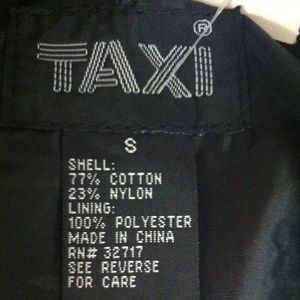 TAXI®
S
SHELL:
77% COTTON
23% NYLON
LINING:
100% POLYESTER
MADE IN CHINA
RN# 32717
SEE REVERSE
FOR CARE